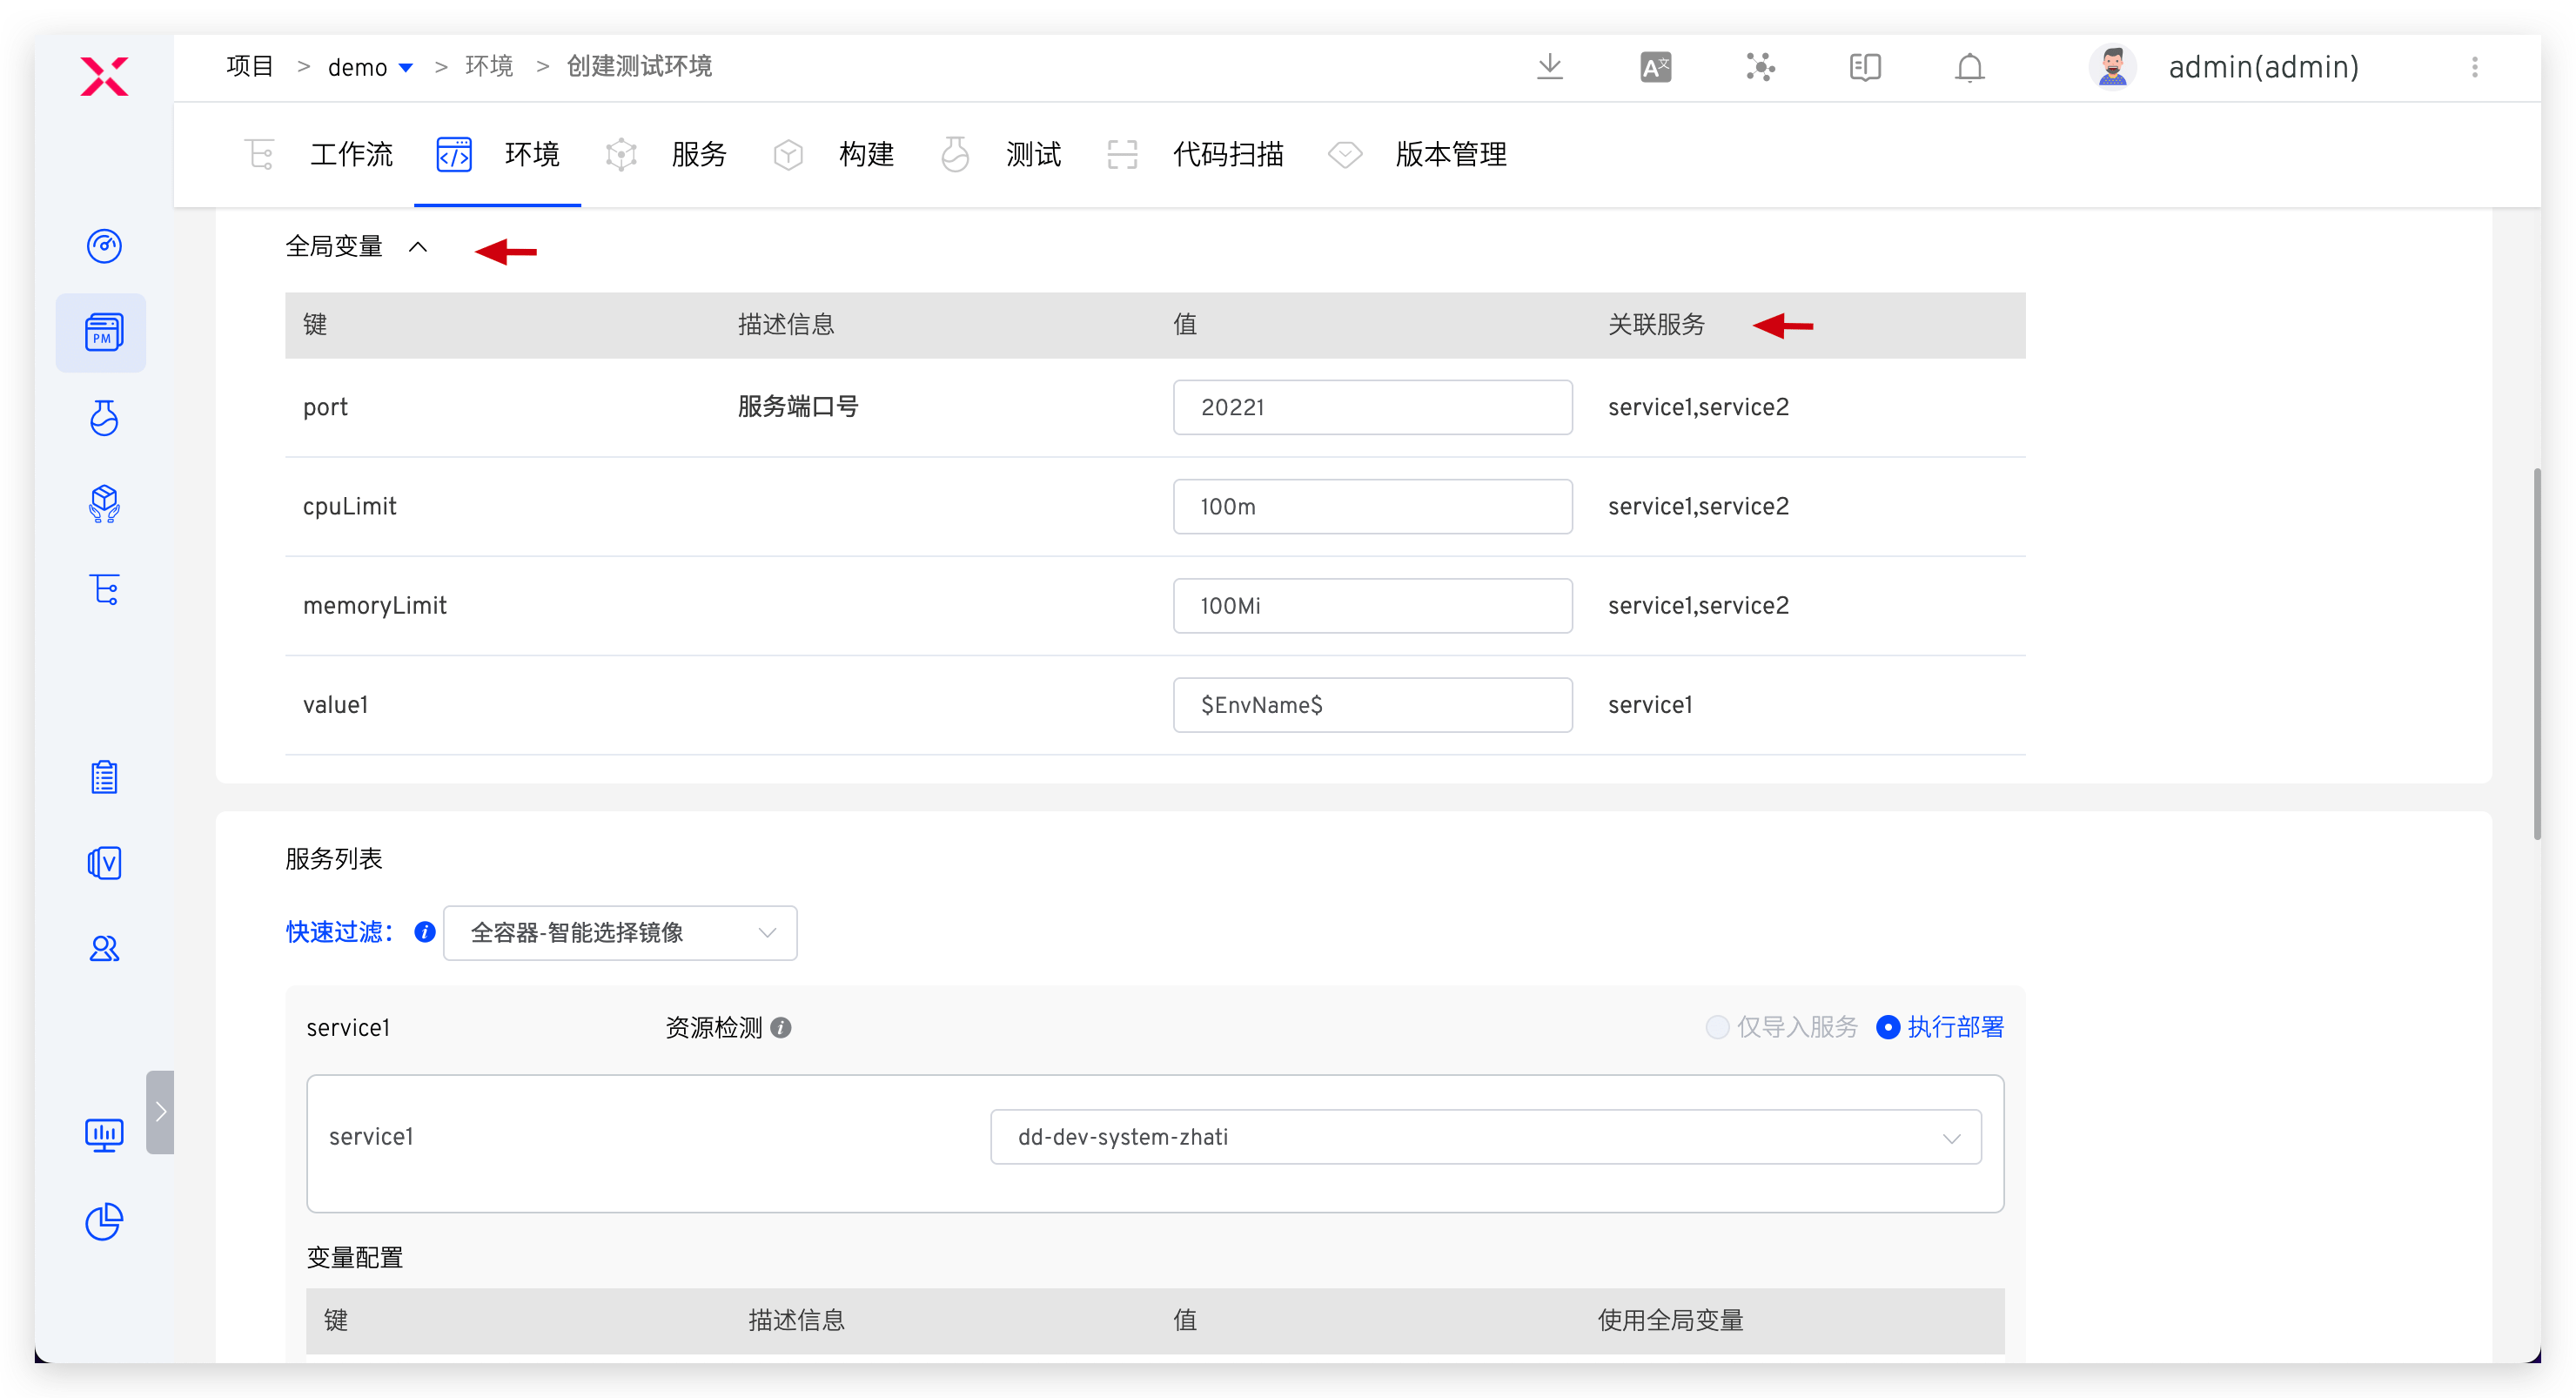 项目 > demo > 环境 > 创建测试环境
admin(admin)
工作流 环境 服务 构建 测试 代码扫描 版本管理
PM
全局变量
键 描述信息 值 关联服务
port 服务端口号 20221 service1,service2
cpuLimit 100m service1,service2
memoryLimit 100Mi service1,service2
value1 $EnvName$ service1
服务列表
快速过滤： 全容器-智能选择镜像
service1 资源检测 仅导入服务 执行部署
service1 dd-dev-system-zhati
变量配置
键 描述信息 值 使用全局变量